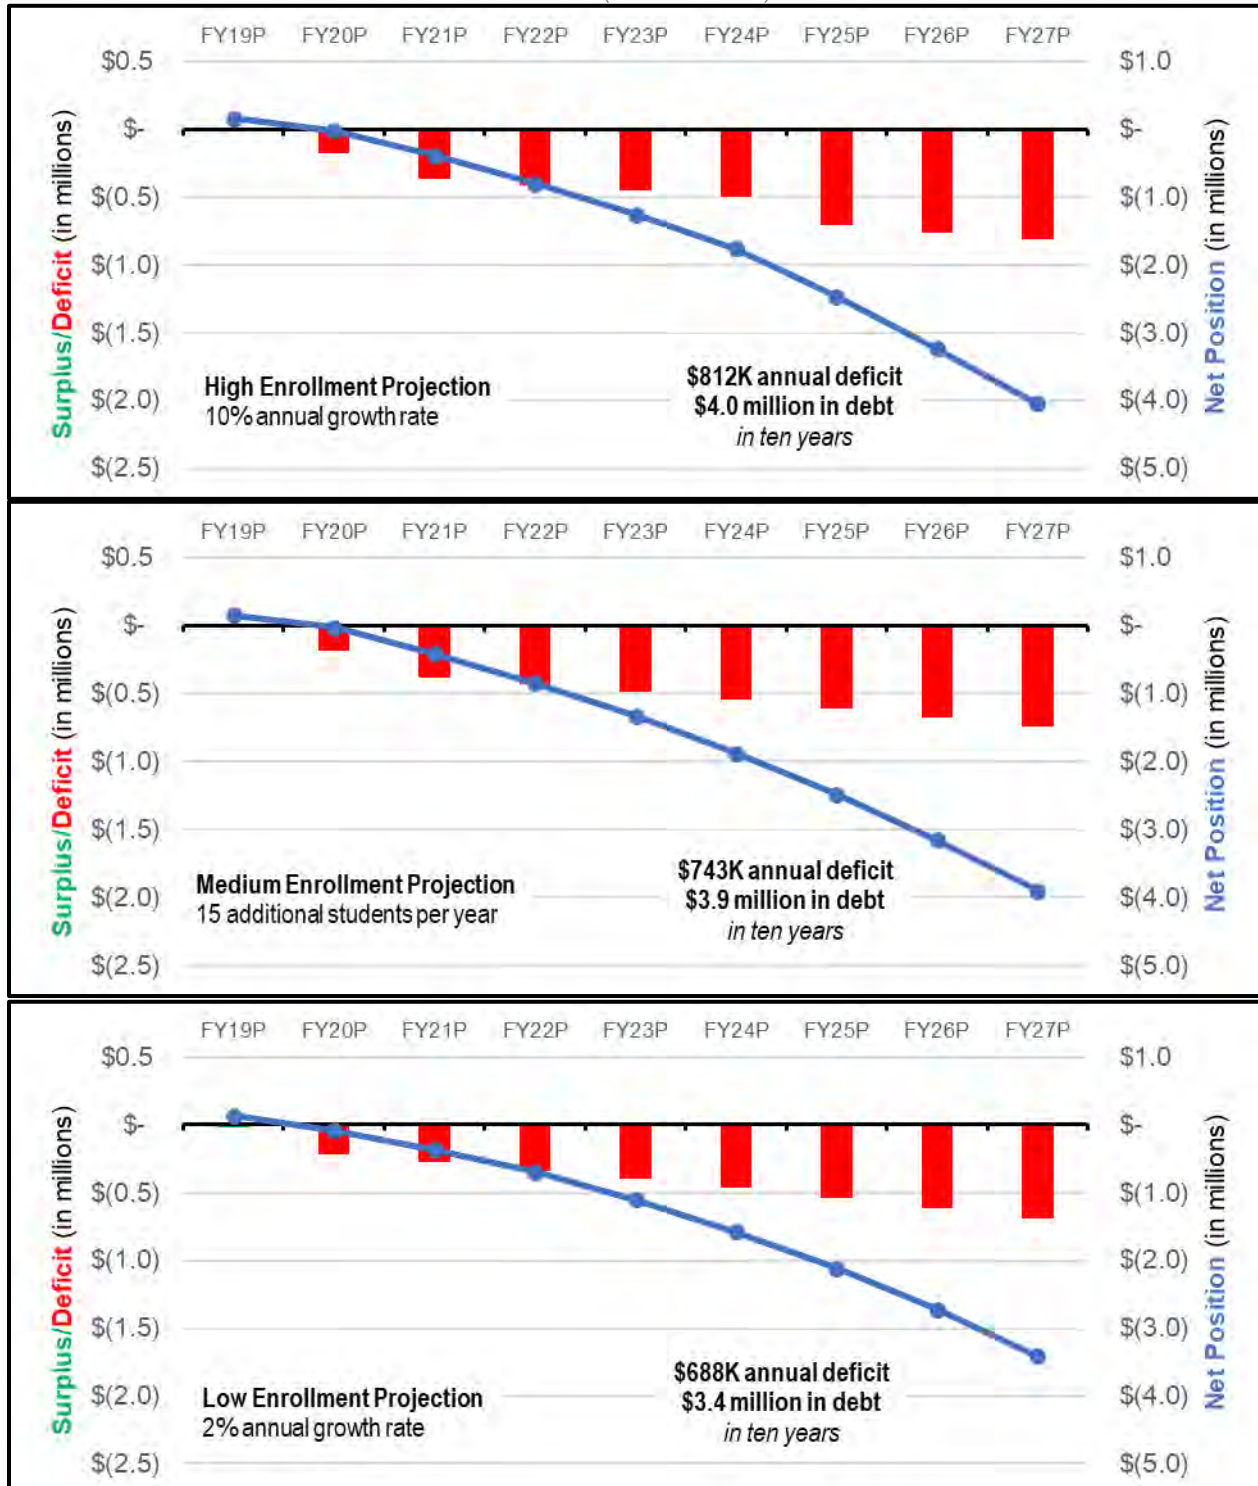 FY19P FY20P FY21P FY22P FY23P FY24P FY25P FY26P FY27P
$0.5 $1.0
$- $-
$(0.5) $(1.0)
$(1.0) $(2.0)
$(1.5) $(3.0)
$(2.0) $(4.0)
$(2.5) $(5.0)
Surplus/Deficit (in millions)
Net Position (in millions)
High Enrollment Projection
10% annual growth rate
$812K annual deficit
$4.0 million in debt
in ten years
FY19P FY20P FY21P FY22P FY23P FY24P FY25P FY26P FY27P
$0.5 $1.0
$- $-
$(0.5) $(1.0)
$(1.0) $(2.0)
$(1.5) $(3.0)
$(2.0) $(4.0)
$(2.5) $(5.0)
Surplus/Deficit (in millions)
Net Position (in millions)
Medium Enrollment Projection
15 additional students per year
$743K annual deficit
$3.9 million in debt
in ten years
FY19P FY20P FY21P FY22P FY23P FY24P FY25P FY26P FY27P
$0.5 $1.0
$- $-
$(0.5) $(1.0)
$(1.0) $(2.0)
$(1.5) $(3.0)
$(2.0) $(4.0)
$(2.5) $(5.0)
Surplus/Deficit (in millions)
Net Position (in millions)
Low Enrollment Projection
2% annual growth rate
$688K annual deficit
$3.4 million in debt
in ten years